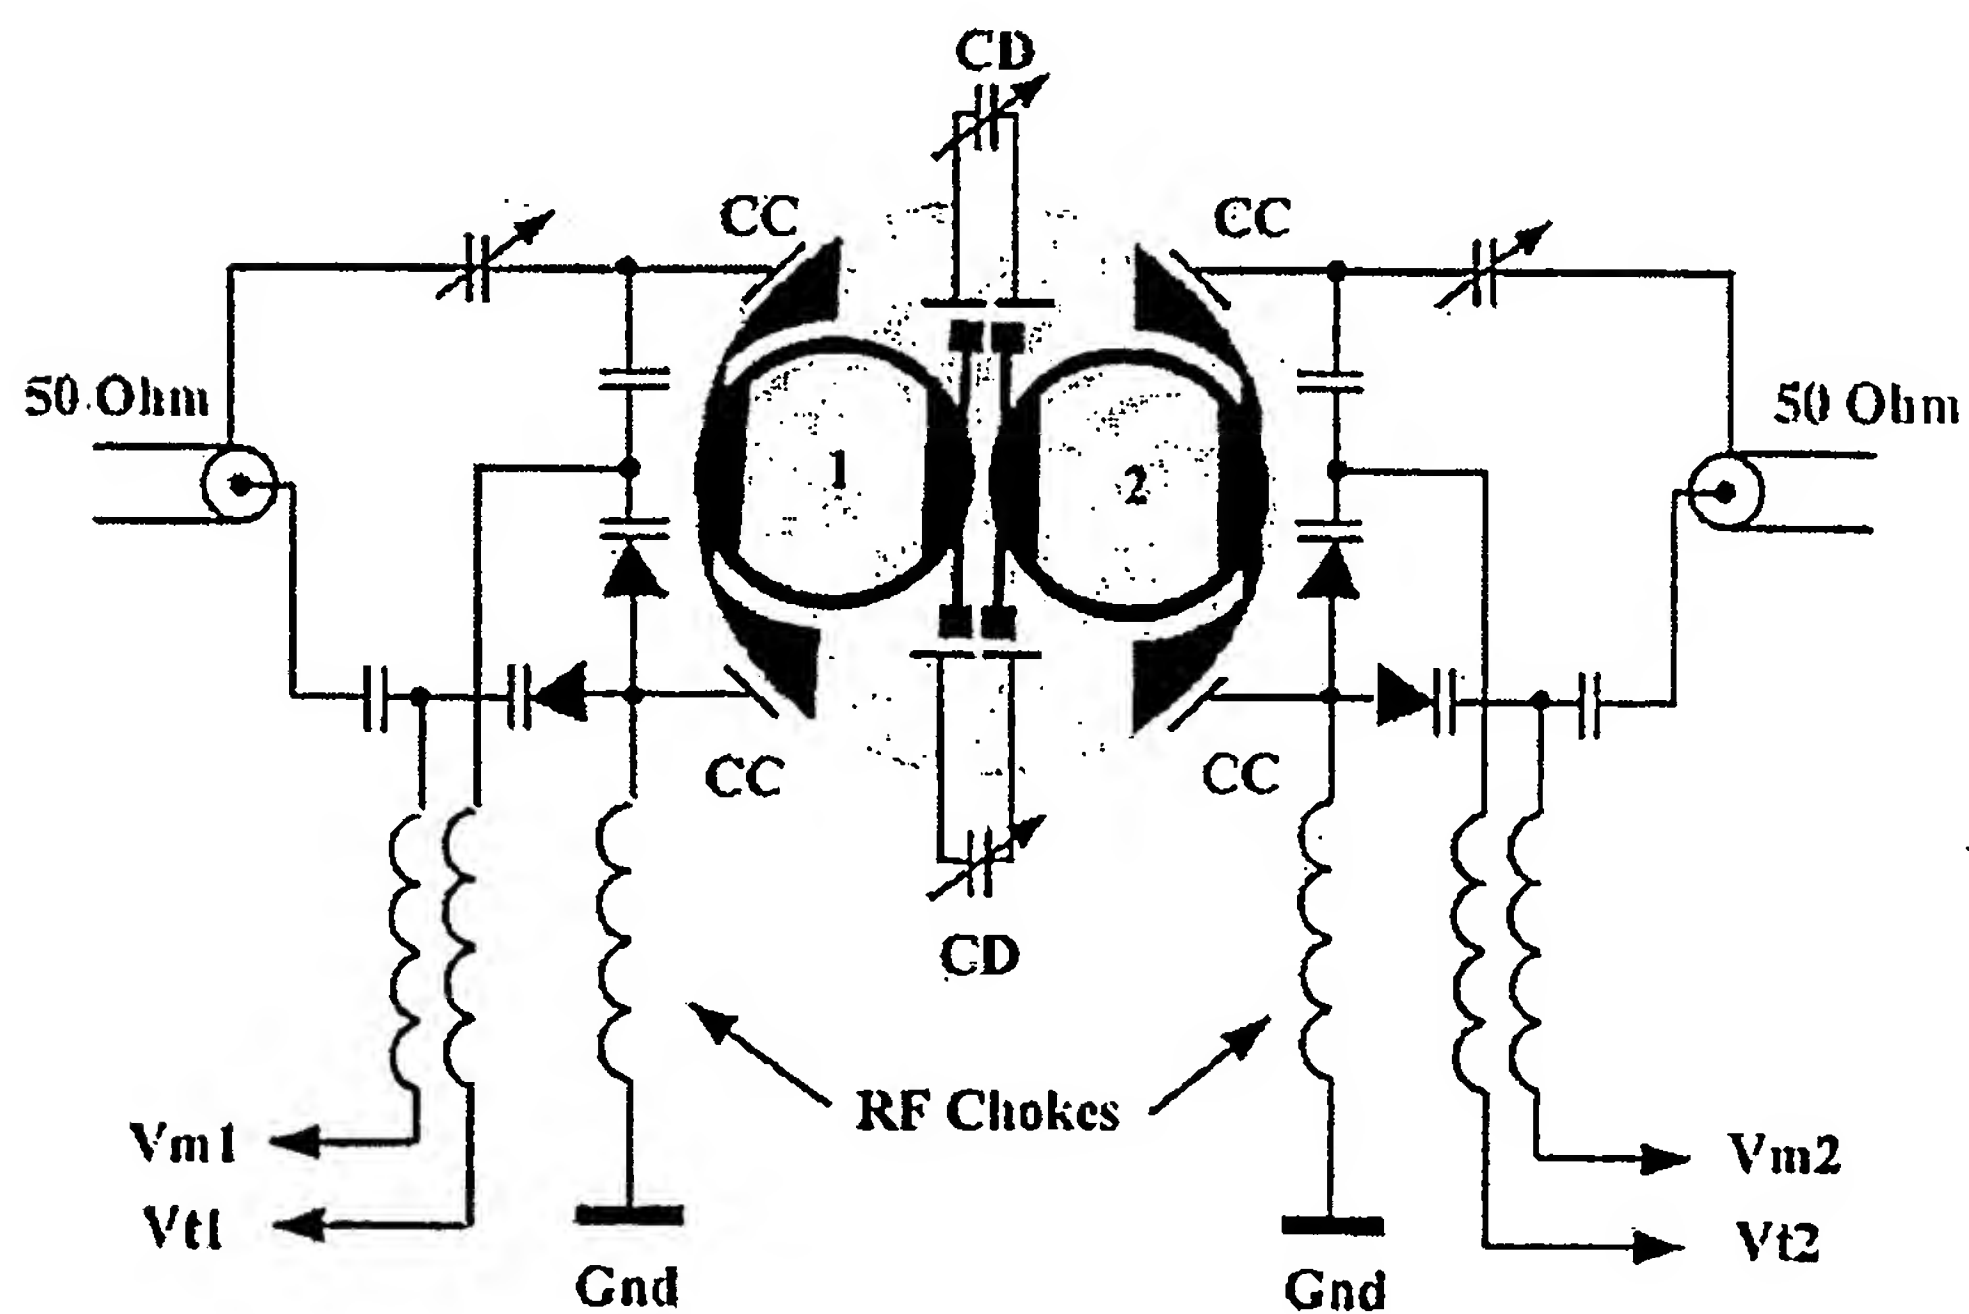 CD
CC
CC
50 Ohm
50 Ohm
1
2
CC
CC
CD
RF Chokes
Vm1
Vm2
Vt1
Vt2
Gnd
Gnd